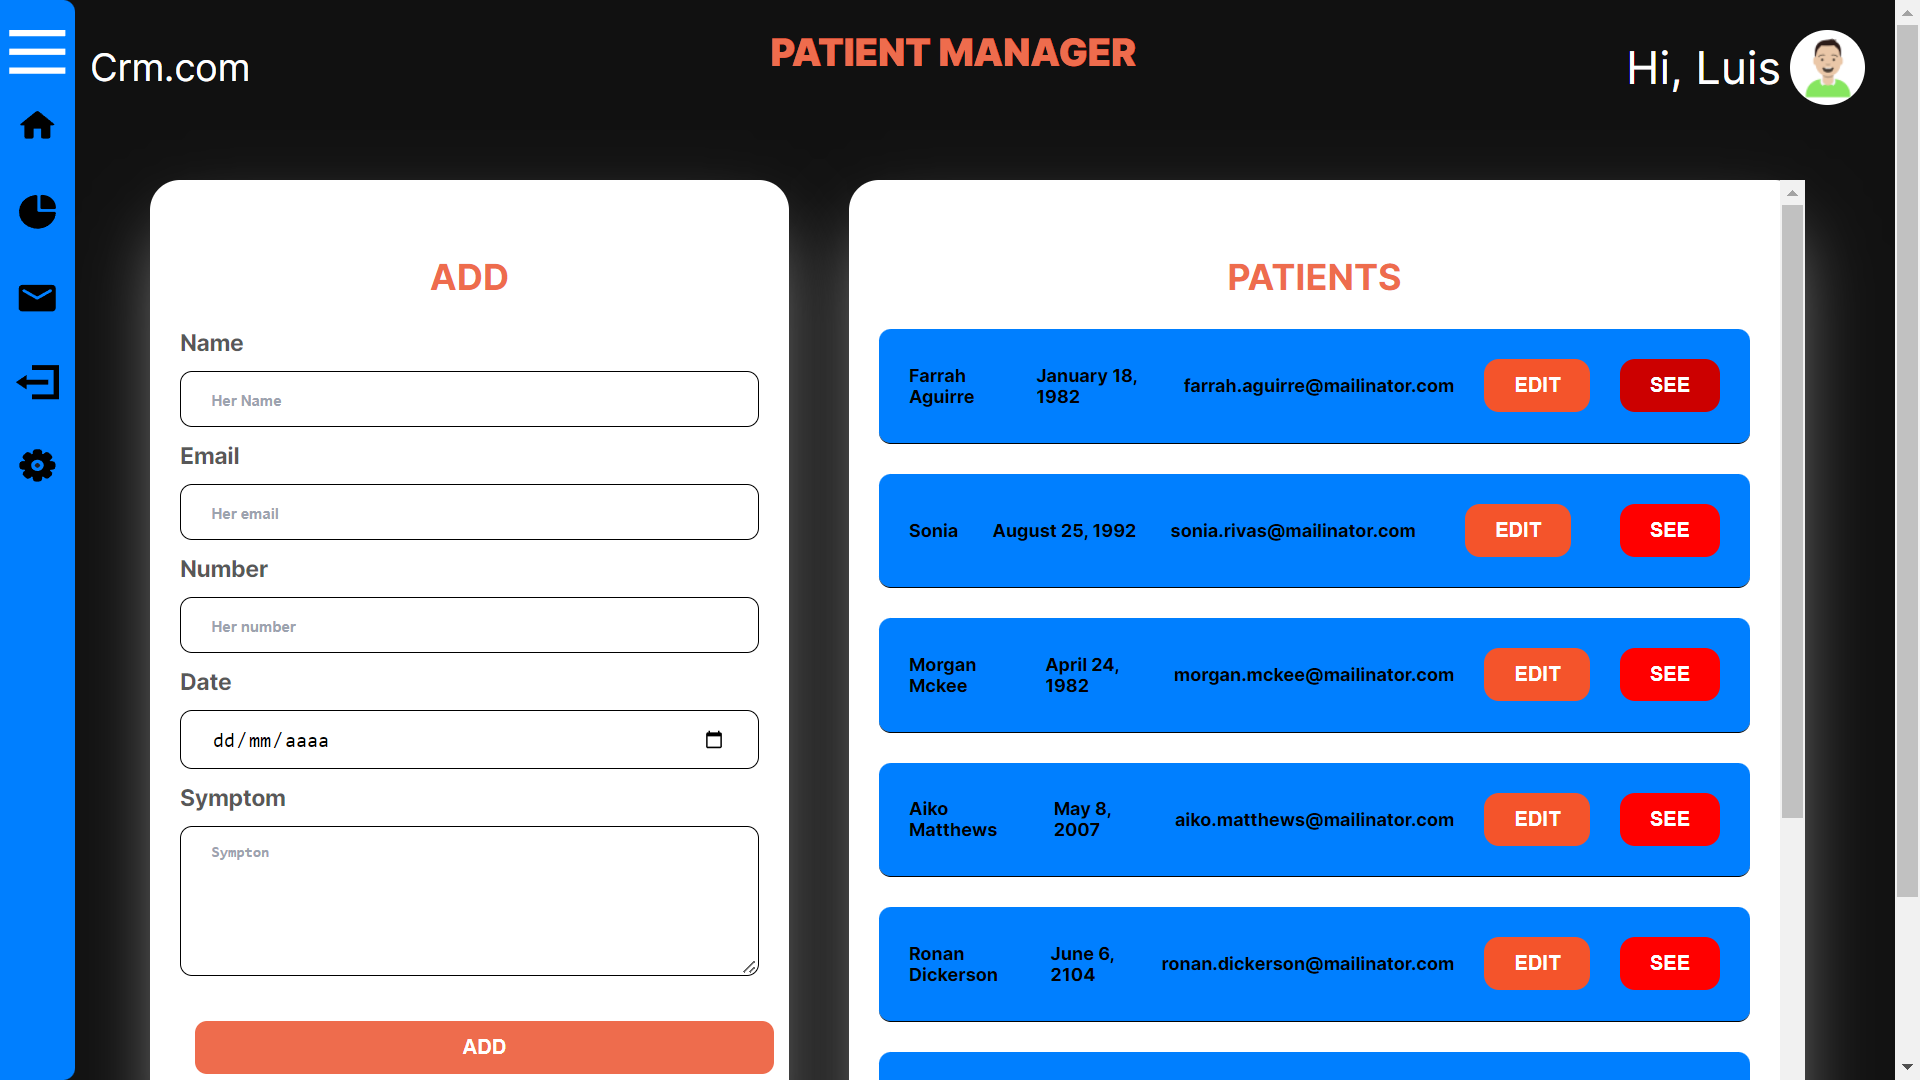 Crm.com
PATIENT MANAGER
Hi, Luis
ADD
Name
Her Name
Email
Her email
Number
Her number
Date
dd/mm/aaaa
Symptom
Sympton
ADD
PATIENTS
Farrah
Aguirre
January 18,
1982
farrah.aguirre@mailinator.com
EDIT
SEE
Sonia
August 25, 1992
sonia.rivas@mailinator.com
EDIT
SEE
Morgan
Mckee
April 24,
1982
morgan.mckee@mailinator.com
EDIT
SEE
Aiko
Matthews
May 8,
2007
aiko.matthews@mailinator.com
EDIT
SEE
Ronan
Dickerson
June 6,
2104
ronan.dickerson@mailinator.com
EDIT
SEE